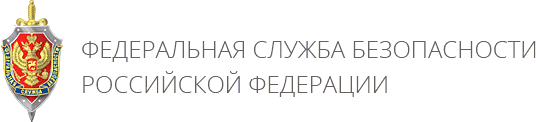 ФЕДЕРАЛЬНАЯ СЛУЖБА БЕЗОПАСНОСТИ
РОССИЙСКОЙ ФЕДЕРАЦИИ